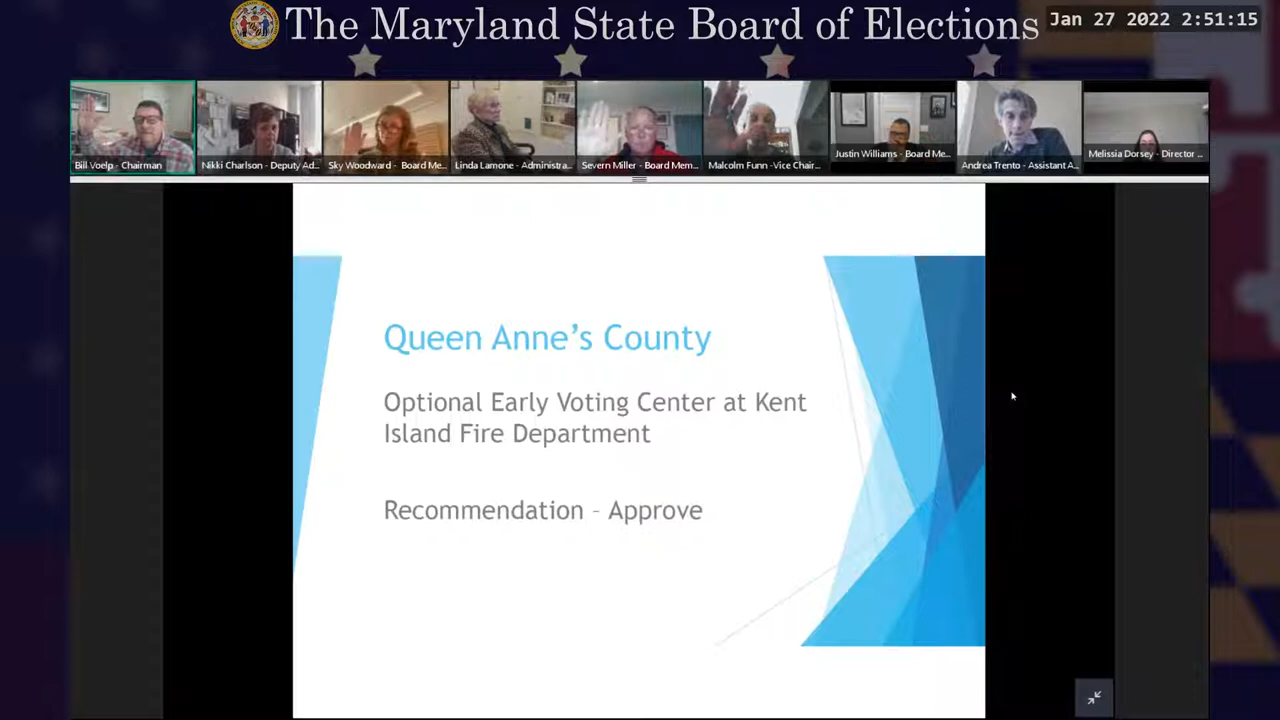 The Maryland State Board of Elections
Jan 27 2022 2:51:15
Bill Voelp - Chairman
Nikki Charlson - Deputy Ad...
Sky Woodward - Board Me...
Linda Lamone - Administra...
Severn Miller - Board Mem...
Malcolm Funn -Vice Chair...
Justin Williams - Board Me...
Andrea Trento - Assistant A...
Melissia Dorsey - Director ...
Queen Anne's County
Optional Early Voting Center at Kent
Island Fire Department
Recommendation - Approve